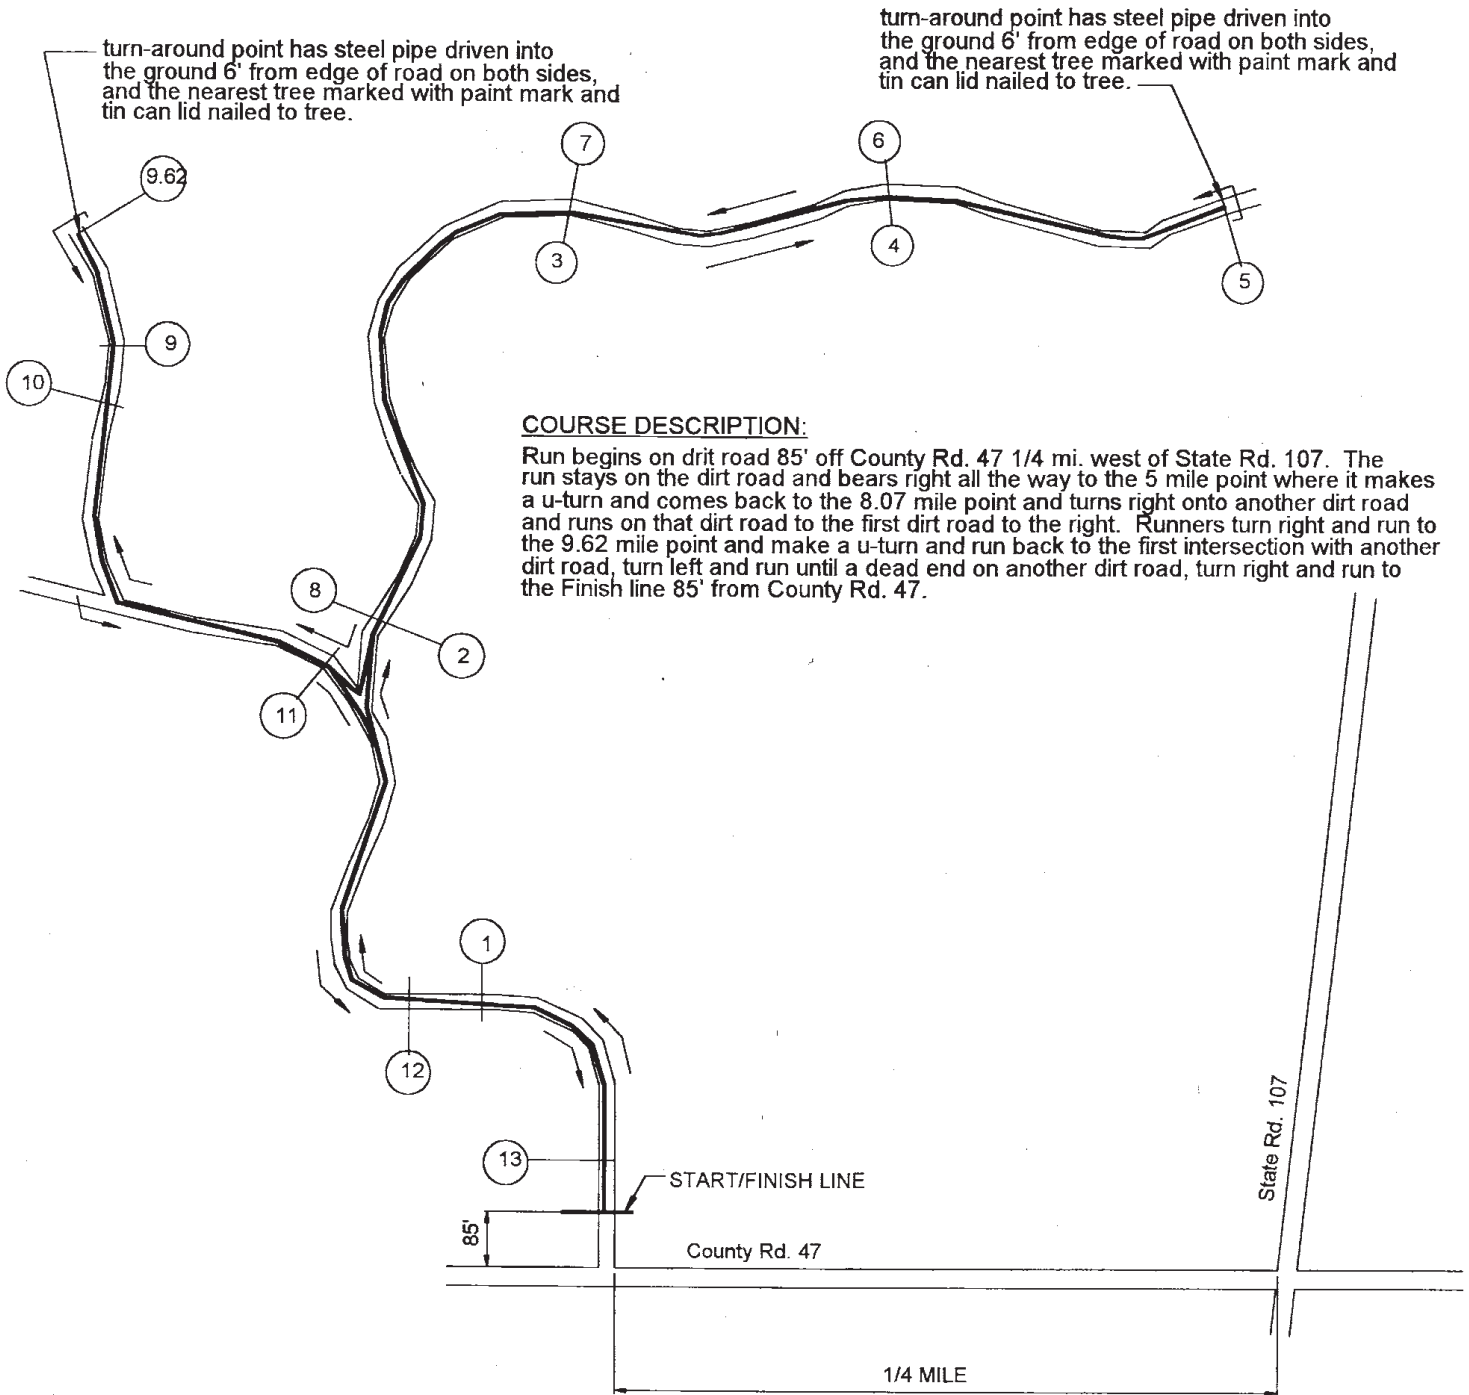 turn-around point has steel pipe driven into
the ground 6' from edge of road on both sides,
and the nearest tree marked with paint mark and
tin can lid nailed to tree.
turn-around point has steel pipe driven into
the ground 6' from edge of road on both sides,
and the nearest tree marked with paint mark and
tin can lid nailed to tree.
7
6
9.62
3
4
5
9
10
COURSE DESCRIPTION:
Run begins on drit road 85' off County Rd. 47 1/4 mi. west of State Rd. 107. The
run stays on the dirt road and bears right all the way to the 5 mile point where it makes
a u-turn and comes back to the 8.07 mile point and turns right onto another dirt road
and runs on that dirt road to the first dirt road to the right. Runners turn right and run to
the 9.62 mile point and make a u-turn and run back to the first intersection with another
dirt road, turn left and run until a dead end on another dirt road, turn right and run to
the Finish line 85' from County Rd. 47.
8
2
11
1
12
13
START/FINISH LINE
85'
County Rd. 47
State Rd. 107
1/4 MILE